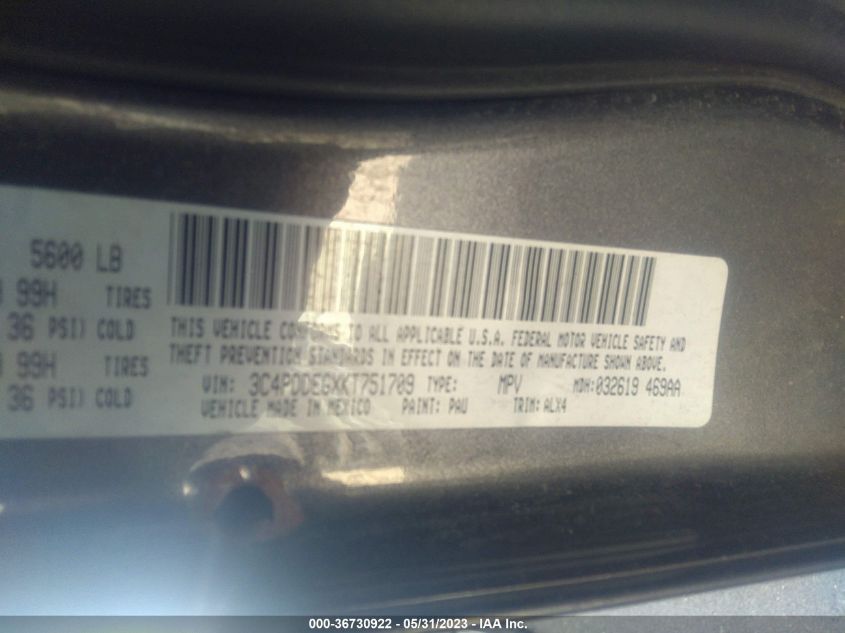 5600 LB
99H TIRES
36 PSI) COLD
99H TIRES
36 PSI) COLD
THIS VEHICLE CONFORMS TO ALL APPLICABLE U.S.A. FEDERAL MOTOR VEHICLE SAFETY AND
THEFT PREVENTION STANDARDS IN EFFECT ON THE DATE OF MANUFACTURE SHOWN ABOVE.
VIN: 3C4PDDEGXKT751709 TYPE: MPV MDH:032619 469AA
VEHICLE MADE IN MEXICO PAINT: PAU TRIM: ALX4
000-36730922 - 05/31/2023 - IAA Inc.